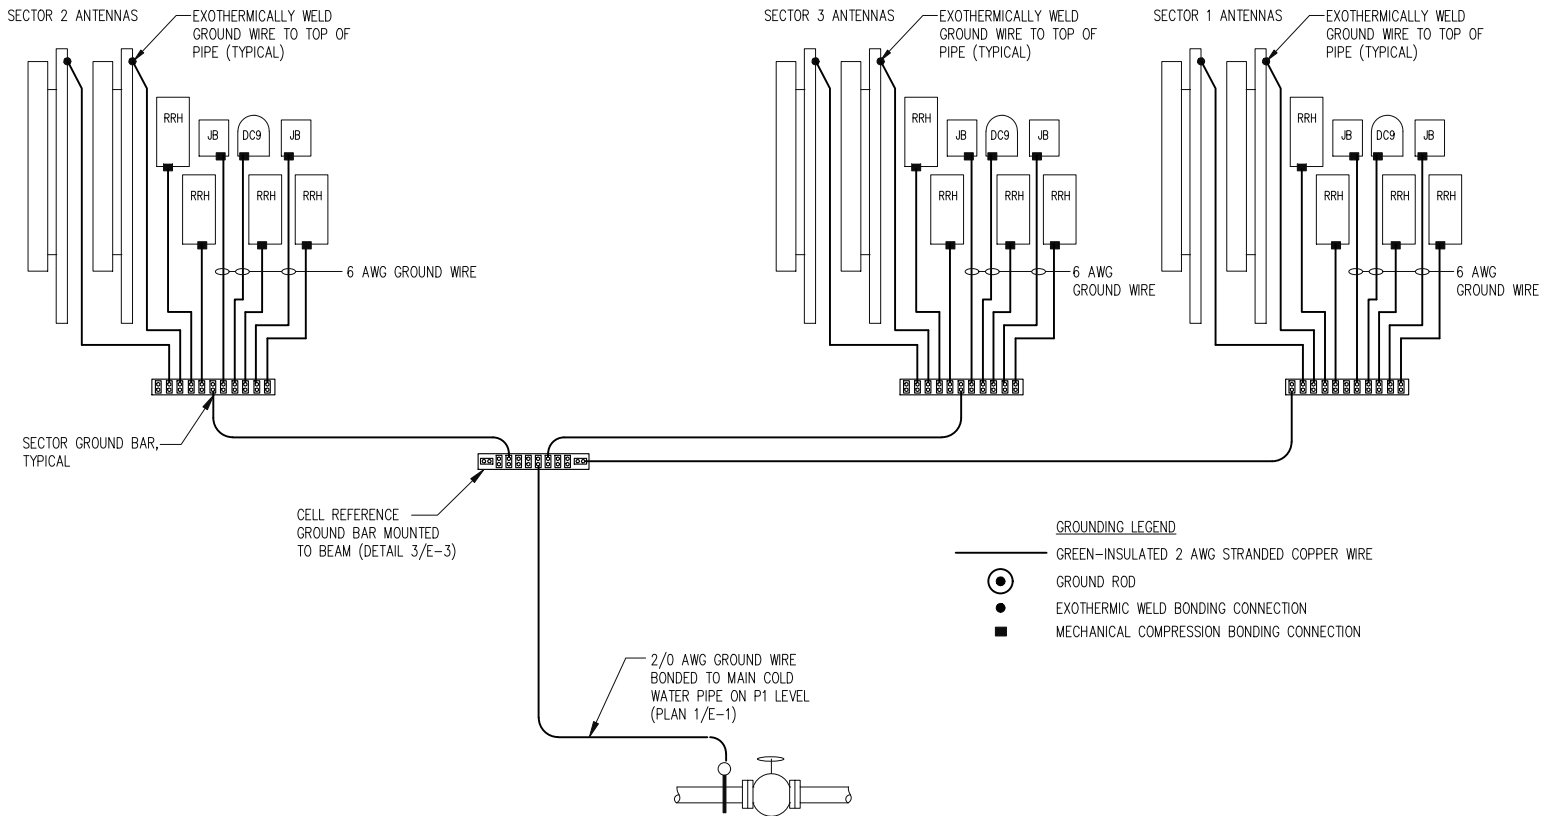 SECTOR 2 ANTENNAS
EXOTHERMICALLY WELD
GROUND WIRE TO TOP OF
PIPE (TYPICAL)
RRH
JB
DC9
JB
RRH
RRH
RRH
6 AWG GROUND WIRE
SECTOR GROUND BAR,
TYPICAL
SECTOR 3 ANTENNAS
EXOTHERMICALLY WELD
GROUND WIRE TO TOP OF
PIPE (TYPICAL)
RRH
JB
DC9
JB
RRH
RRH
RRH
6 AWG
GROUND WIRE
SECTOR 1 ANTENNAS
EXOTHERMICALLY WELD
GROUND WIRE TO TOP OF
PIPE (TYPICAL)
RRH
JB
DC9
JB
RRH
RRH
RRH
6 AWG
GROUND WIRE
CELL REFERENCE
GROUND BAR MOUNTED
TO BEAM (DETAIL 3/E-3)
GROUNDING LEGEND
GREEN-INSULATED 2 AWG STRANDED COPPER WIRE
GROUND ROD
EXOTHERMIC WELD BONDING CONNECTION
MECHANICAL COMPRESSION BONDING CONNECTION
2/0 AWG GROUND WIRE
BONDED TO MAIN COLD
WATER PIPE ON P1 LEVEL
(PLAN 1/E-1)